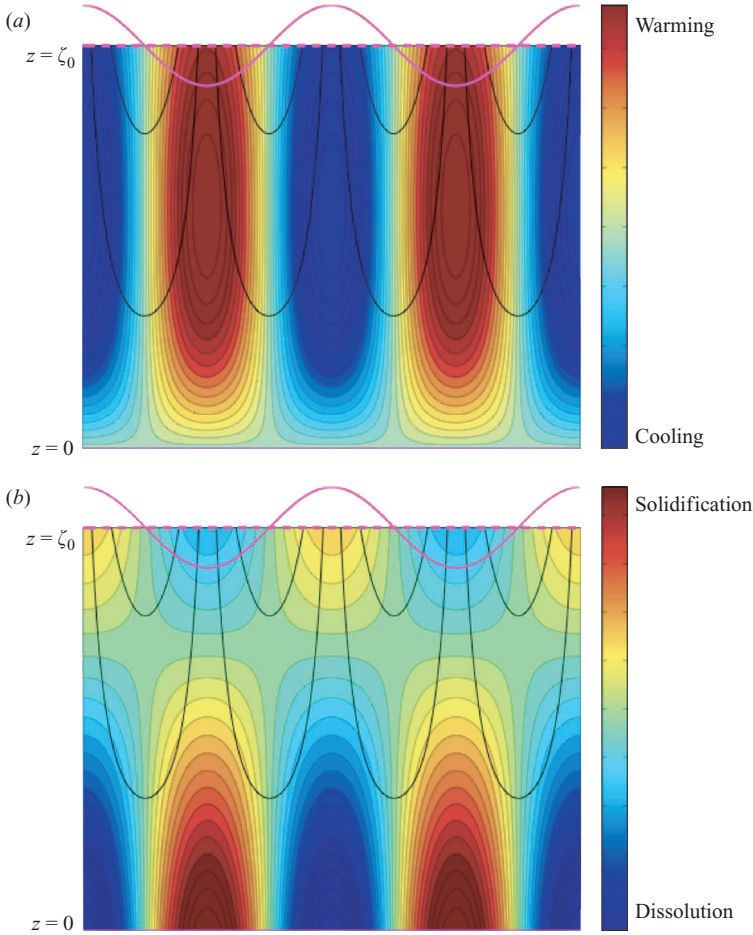 (a)
z = ζ0
z = 0
Warming
Cooling
(b)
z = ζ0
z = 0
Solidification
Dissolution